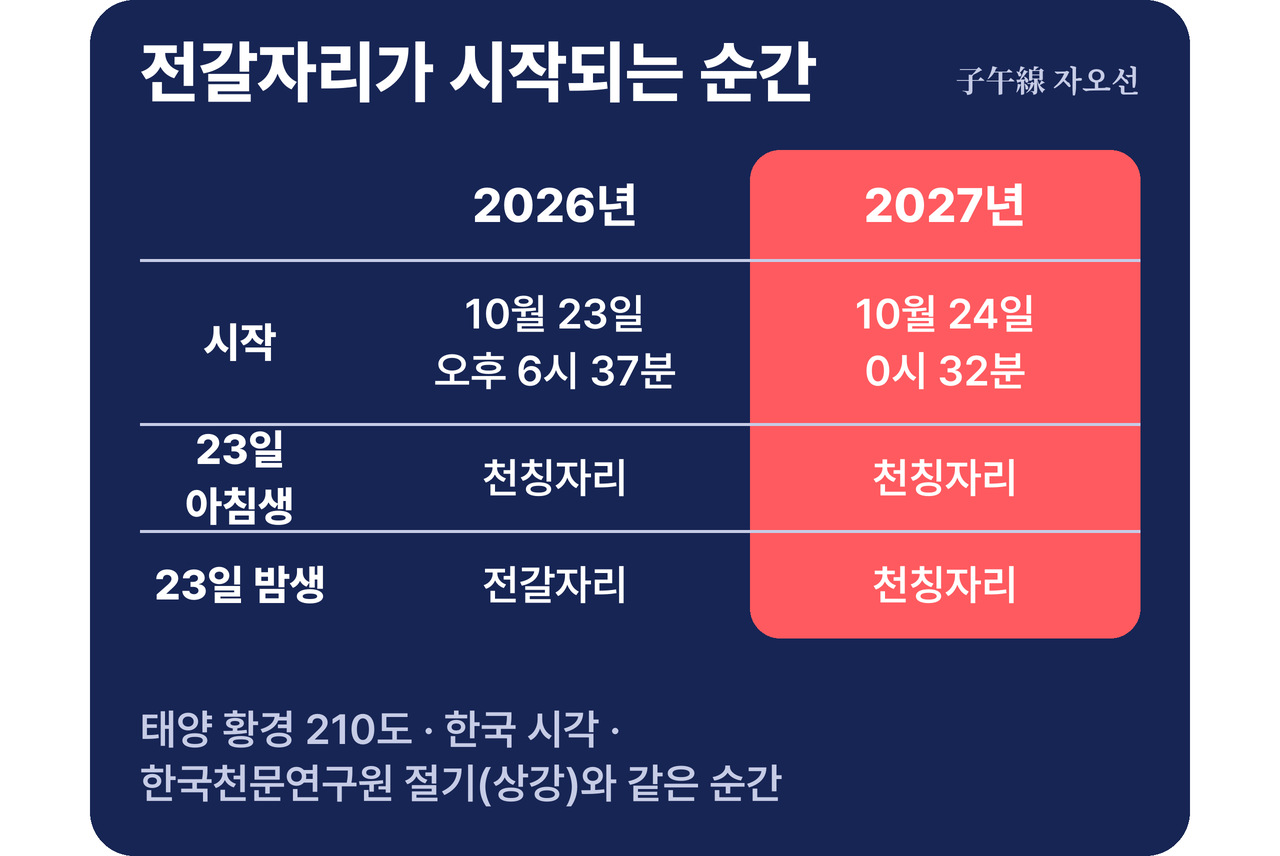 전갈자리가 시작되는 순간
子午線 자오선
2026년
2027년
시작
10월 23일
오후 6시 37분
10월 24일
0시 32분
23일
아침생
천칭자리
천칭자리
23일 밤생
전갈자리
천칭자리
태양 황경 210도 · 한국 시각 ·
한국천문연구원 절기(상강)와 같은 순간